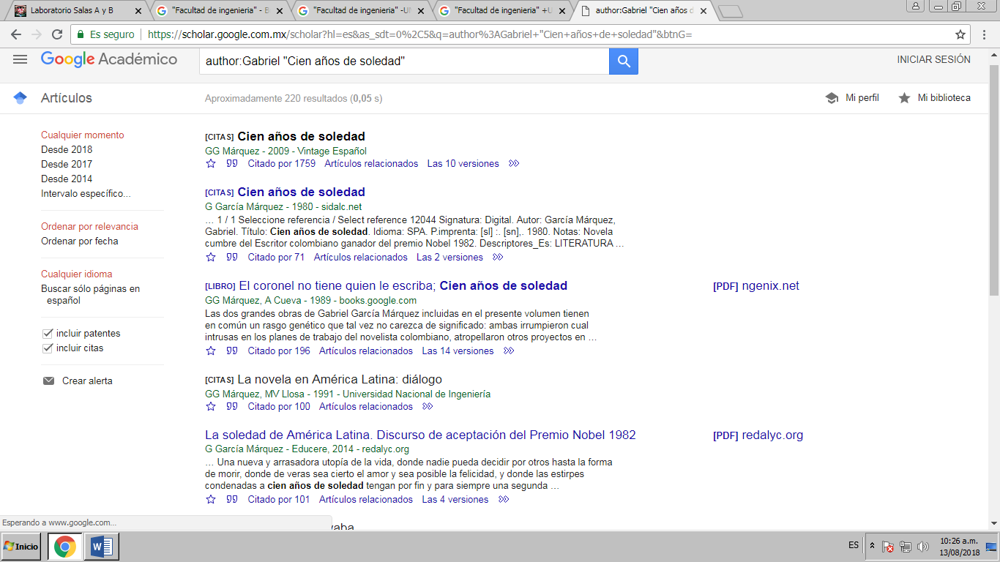 Laboratorio Salas A y B
"Facultad de ingenieria" - B
"Facultad de ingenieria" -UN
"Facultad de ingenieria" +U
author:Gabriel "Cien años d
Es seguro
https://scholar.google.com.mx/scholar?hl=es&as_sdt=0%2C5&q=author%3AGabriel+"Cien+años+de+soledad"&btnG=
Google Académico
author:Gabriel "Cien años de soledad"
INICIAR SESIÓN
Artículos
Aproximadamente 220 resultados (0,05 s)
Mi perfil
Mi biblioteca
Cualquier momento
Desde 2018
Desde 2017
Desde 2014
Intervalo específico...
Ordenar por relevancia
Ordenar por fecha
Cualquier idioma
Buscar sólo páginas en
español
incluir patentes
incluir citas
Crear alerta
[CITAS] Cien años de soledad
GG Márquez - 2009 - Vintage Español
Citado por 1759 Artículos relacionados Las 10 versiones
[CITAS] Cien años de soledad
G García Márquez - 1980 - sidalc.net
... 1 / 1 Seleccione referencia / Select reference 12044 Signatura: Digital. Autor: García Márquez,
Gabriel. Título: Cien años de soledad. Idioma: SPA. P.imprenta: [sl] :. [sn],. 1980. Notas: Novela
cumbre del Escritor colombiano ganador del premio Nobel 1982. Descriptores_Es: LITERATURA ...
Citado por 71 Artículos relacionados Las 2 versiones
[LIBRO] El coronel no tiene quien le escriba; Cien años de soledad
[PDF] ngenix.net
GG Márquez, A Cueva - 1989 - books.google.com
Las dos grandes obras de Gabriel García Márquez incluidas en el presente volumen tienen
en común un rasgo genético que tal vez no carezca de significado: ambas irrumpieron cual
intrusas en los planes de trabajo del novelista colombiano, atropellaron otros proyectos en ...
Citado por 196 Artículos relacionados Las 14 versiones
[CITAS] La novela en América Latina: diálogo
GG Márquez, MV Llosa - 1991 - Universidad Nacional de Ingeniería
Citado por 100 Artículos relacionados
La soledad de América Latina. Discurso de aceptación del Premio Nobel 1982
[PDF] redalyc.org
G García Márquez - Educere, 2014 - redalyc.org
... Una nueva y arrasadora utopía de la vida, donde nadie pueda decidir por otros hasta la forma
de morir, donde de veras sea cierto el amor y sea posible la felicidad, y donde las estirpes
condenadas a cien años de soledad tengan por fin y para siempre una segunda ...
Citado por 101 Artículos relacionados Las 4 versiones
Esperando a www.google.com...
Inicio
ES
10:26 a.m.
13/08/2018